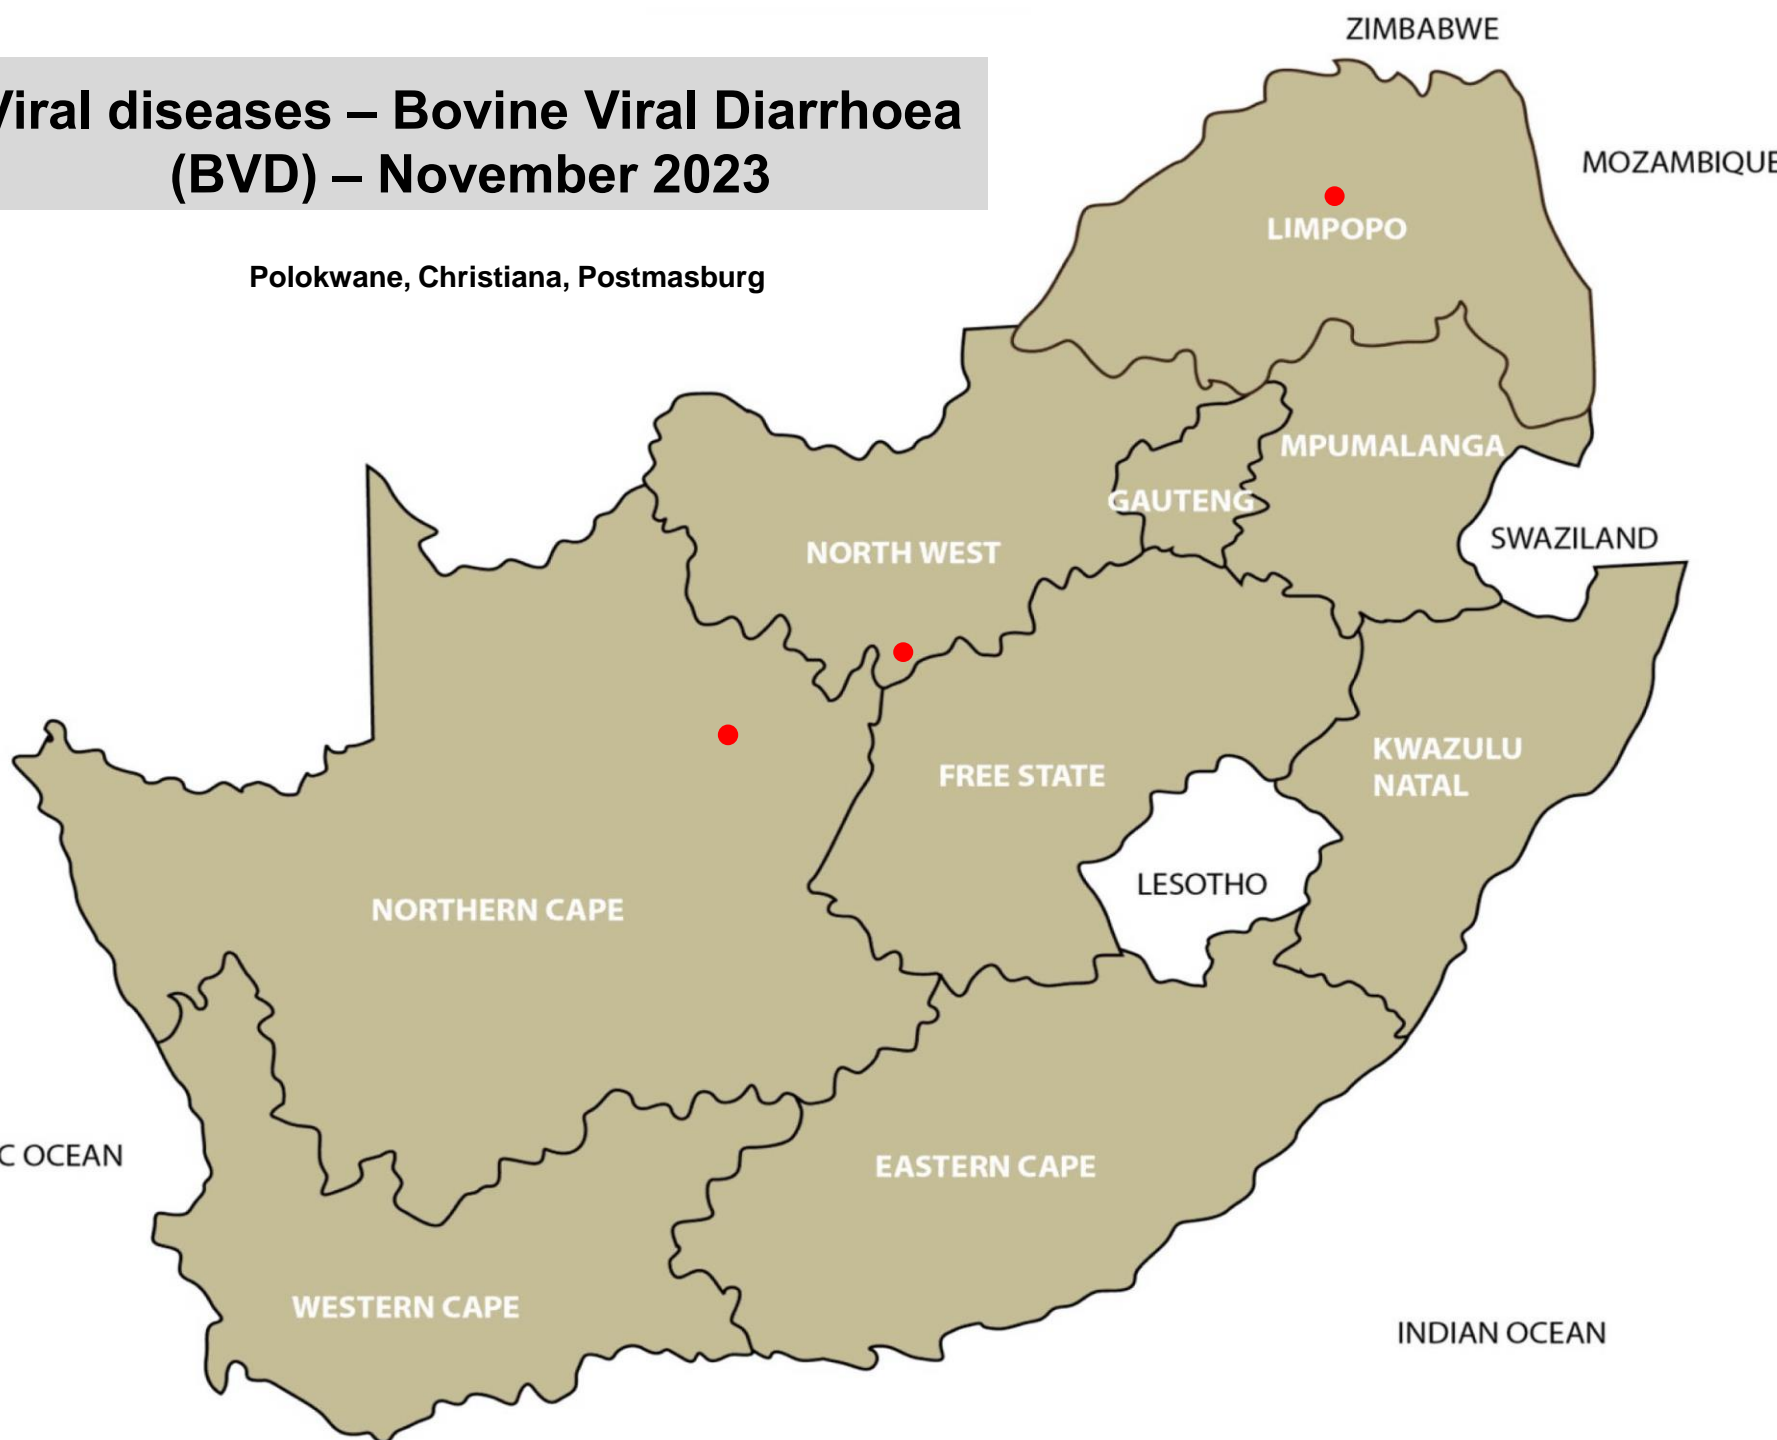 Viral diseases – Bovine Viral Diarrhoea
(BVD) – November 2023
Polokwane, Christiana, Postmasburg
ZIMBABWE
MOZAMBIQUE
LIMPOPO
MPUMALANGA
GAUTENG
NORTH WEST
SWAZILAND
KWAZULU
NATAL
FREE STATE
LESOTHO
NORTHERN CAPE
C OCEAN
EASTERN CAPE
WESTERN CAPE
INDIAN OCEAN